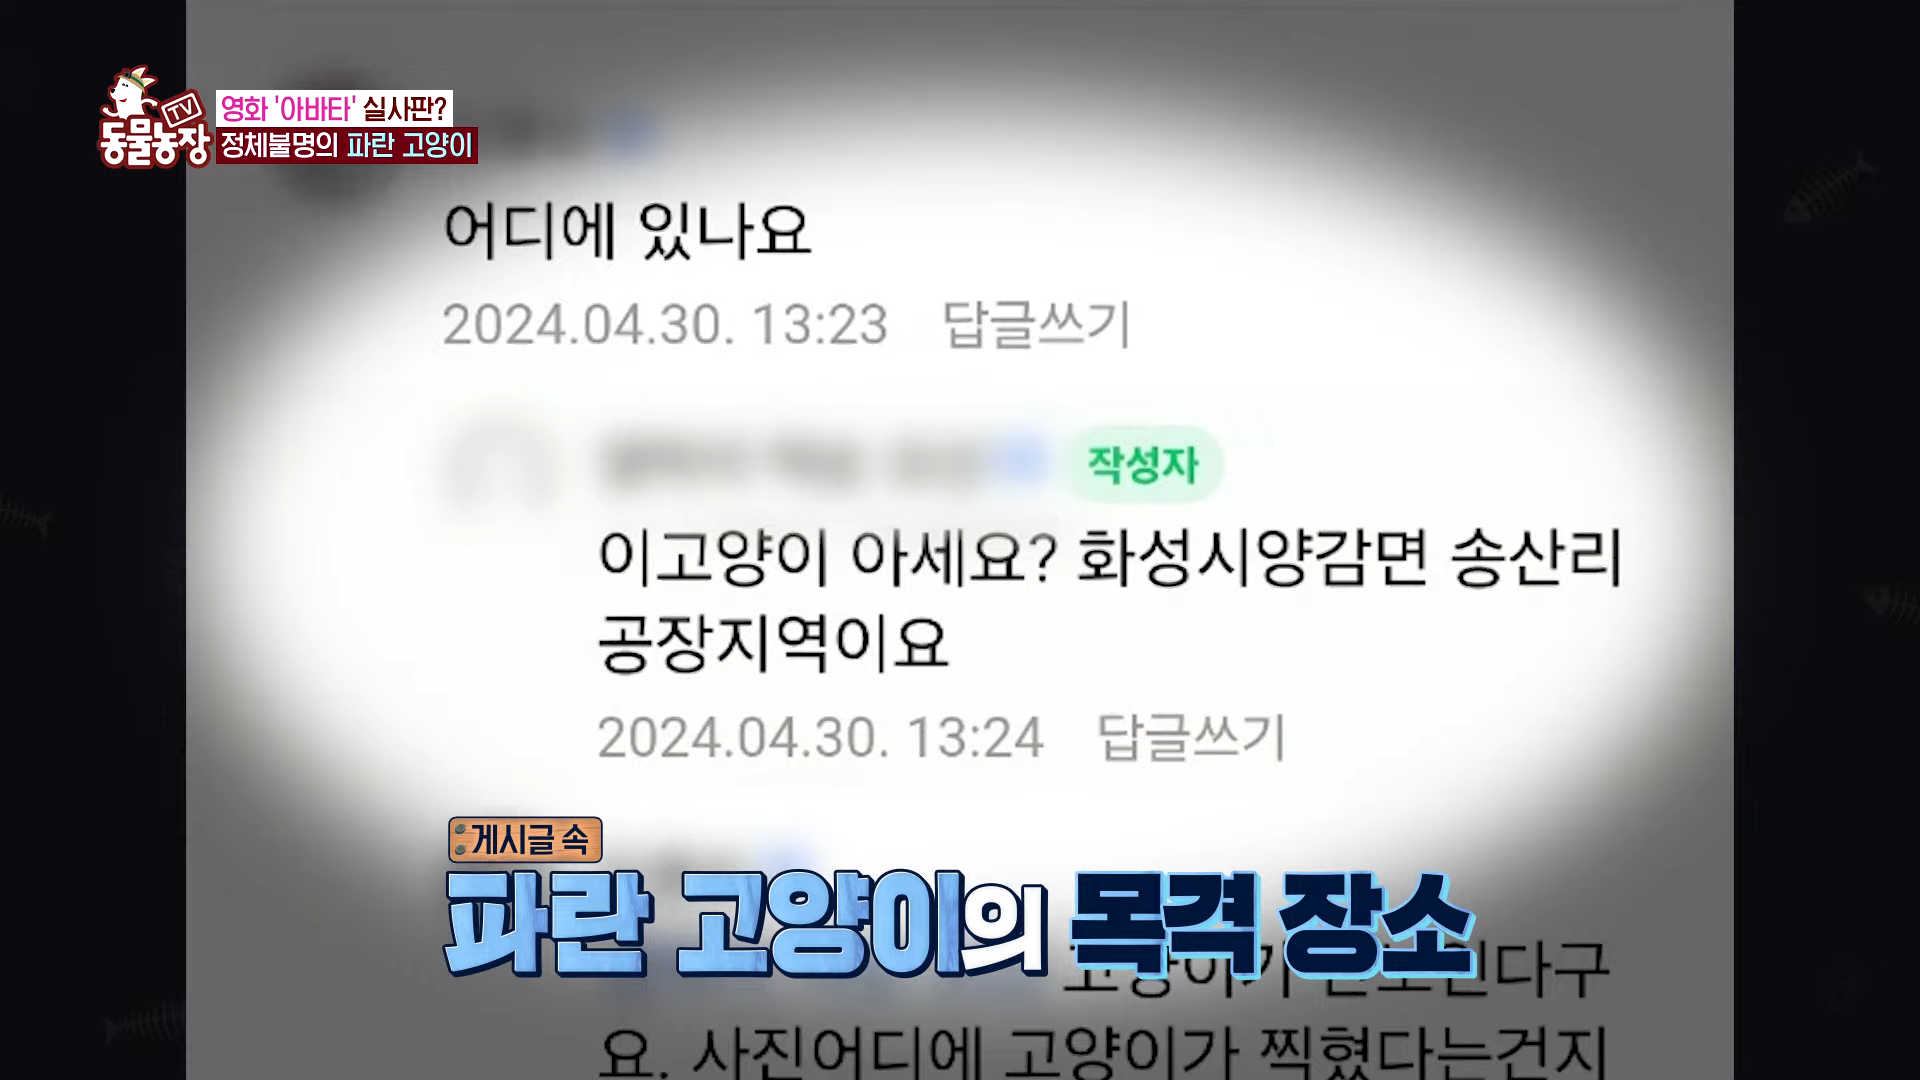 TV
동물농장
영화 '아바타' 실사판?
정체불명의 파란 고양이
어디에 있나요
2024.04.30. 13:23 답글쓰기
작성자
이고양이 아세요? 화성시양감면 송산리
공장지역이요
2024.04.30. 13:24 답글쓰기
게시글 속
파란 고양이의 목격 장소
요. 사진어디에 고양이가 찍혔다는건지